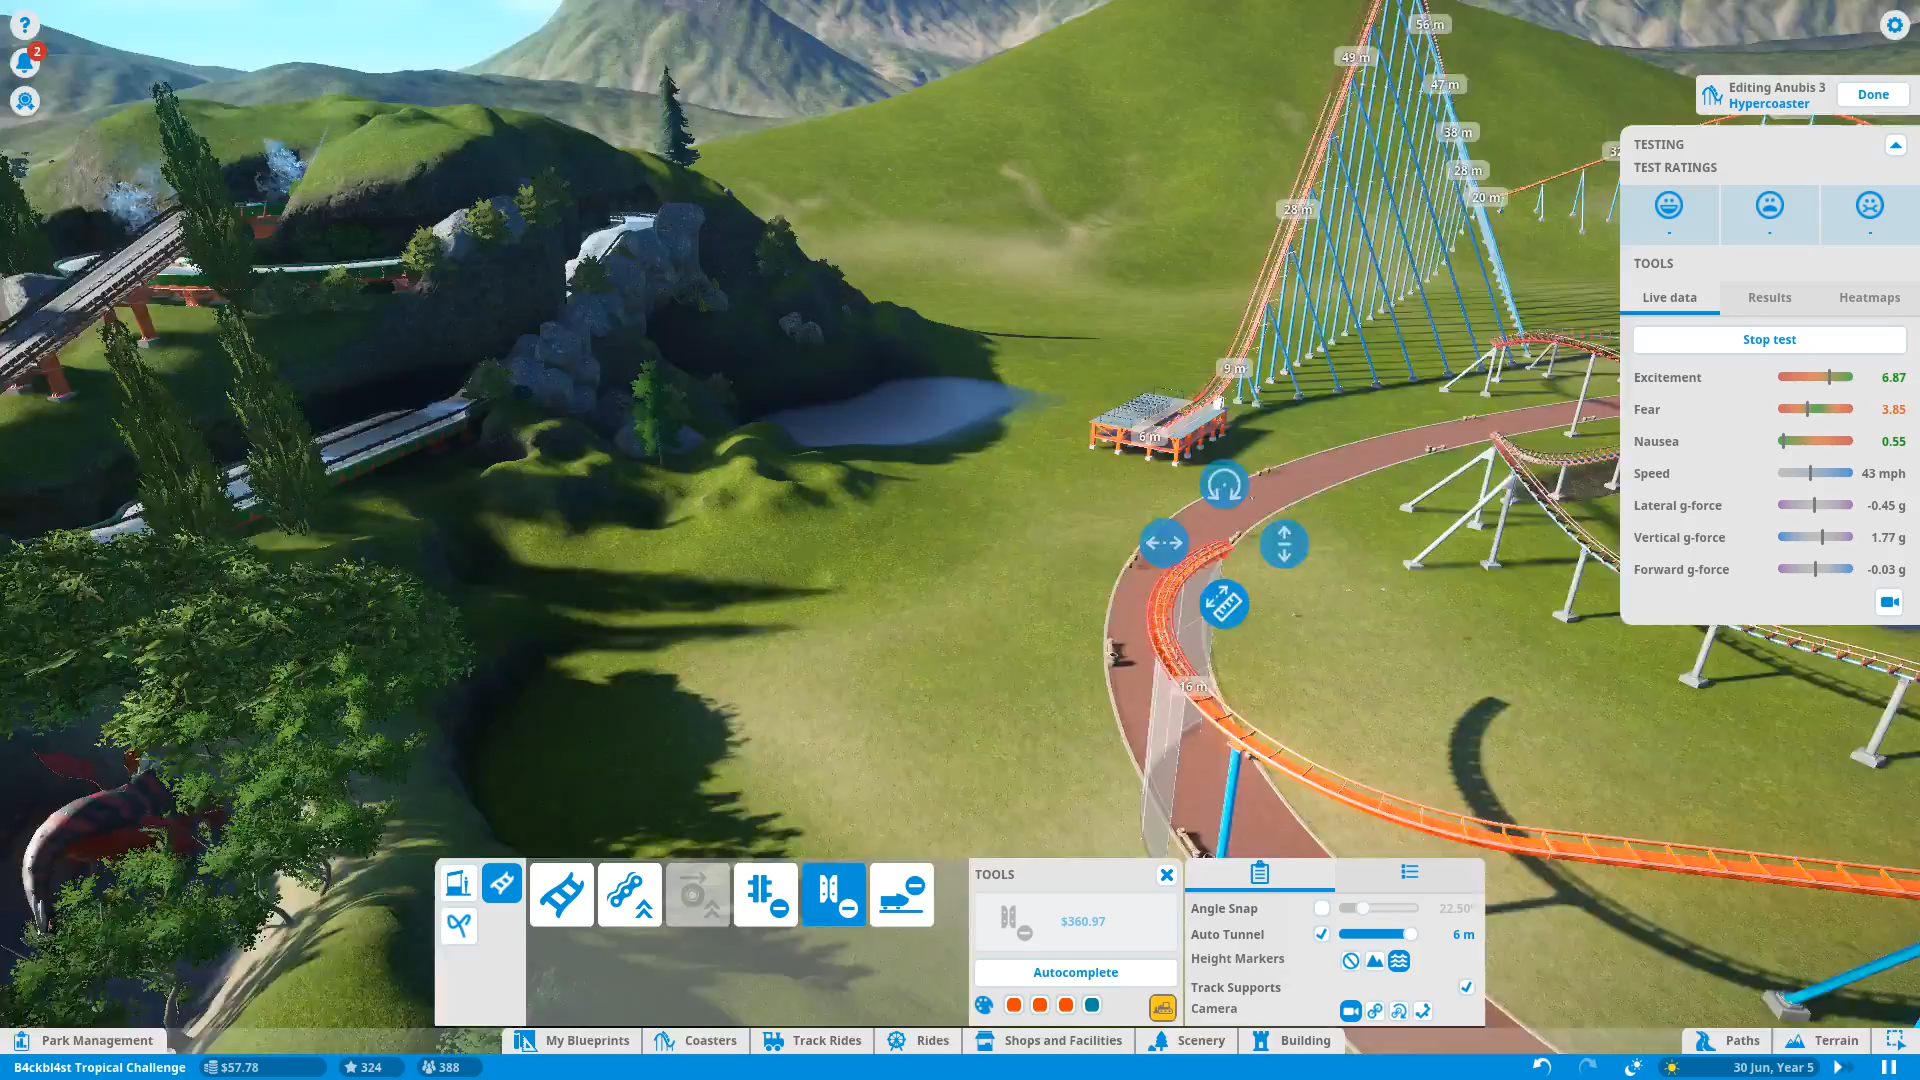 ?
2
56 m
49 m
47 m
38 m
28 m
20 m
28 m
9 m
6 m
16 m
Editing Anubis 3
Hypercoaster
Done
TESTING
TEST RATINGS
-
-
-
TOOLS
Live data
Results
Heatmaps
Stop test
Excitement
6.87
Fear
3.85
Nausea
0.55
Speed
43 mph
Lateral g-force
-0.45 g
Vertical g-force
1.77 g
Forward g-force
-0.03 g
TOOLS
$360.97
Autocomplete
Angle Snap
22.50°
Auto Tunnel
6 m
Height Markers
Track Supports
Camera
Park Management
My Blueprints
Coasters
Track Rides
Rides
Shops and Facilities
Scenery
Building
Paths
Terrain
B4ckbl4st Tropical Challenge
$57.78
324
388
30 Jun, Year 5